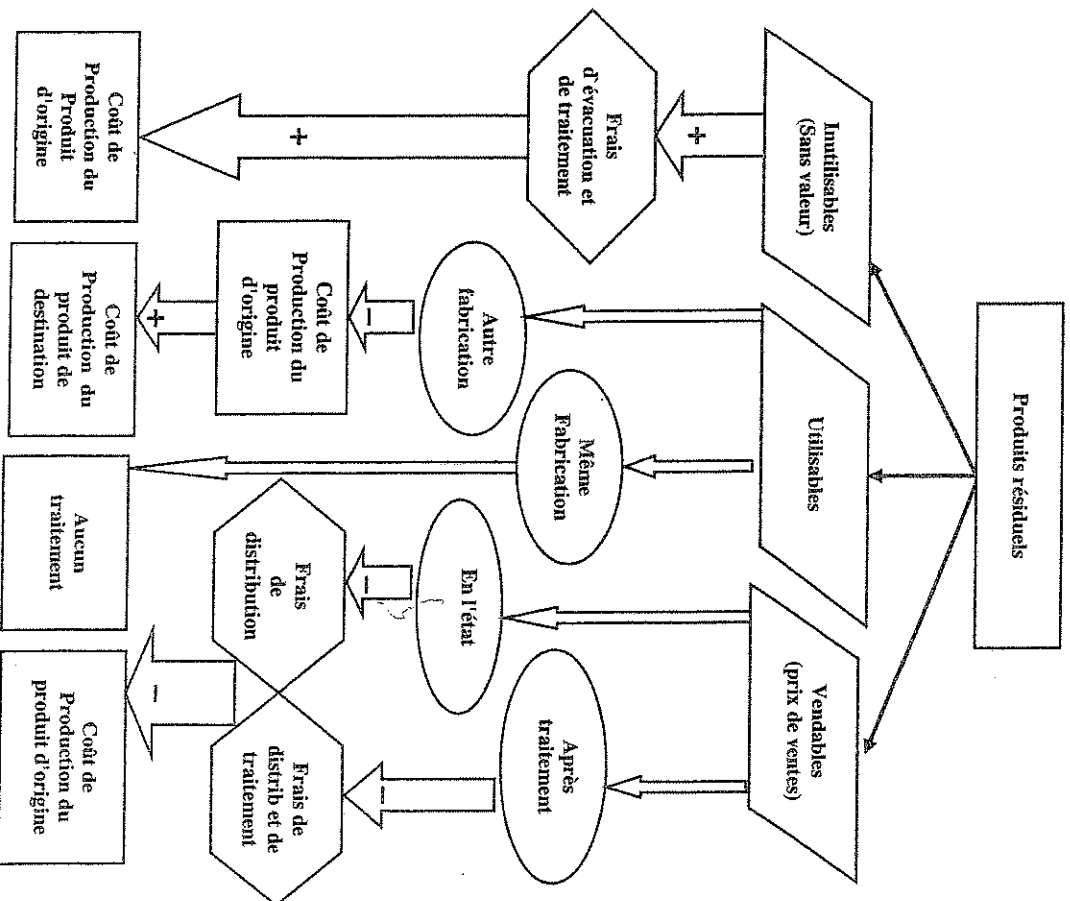 Produits résiduels
Inutilisables
(Sans valeur)
Utilisables
Vendables
(prix de ventes)
+
Frais
d`évacuation et
de traitement
Autre
fabrication
Même
Fabrication
En l'état
Après
traitement
+
-
Coût de
Production du
produit
d'origine
+
-
Frais
de
distribution
-
Frais de
distrib et de
traitement
-
Coût de
Production du
Produit
d'origine
Coût de
Production du
produit de
destination
Aucun
traitement
Coût de
Production du
produit d'origine